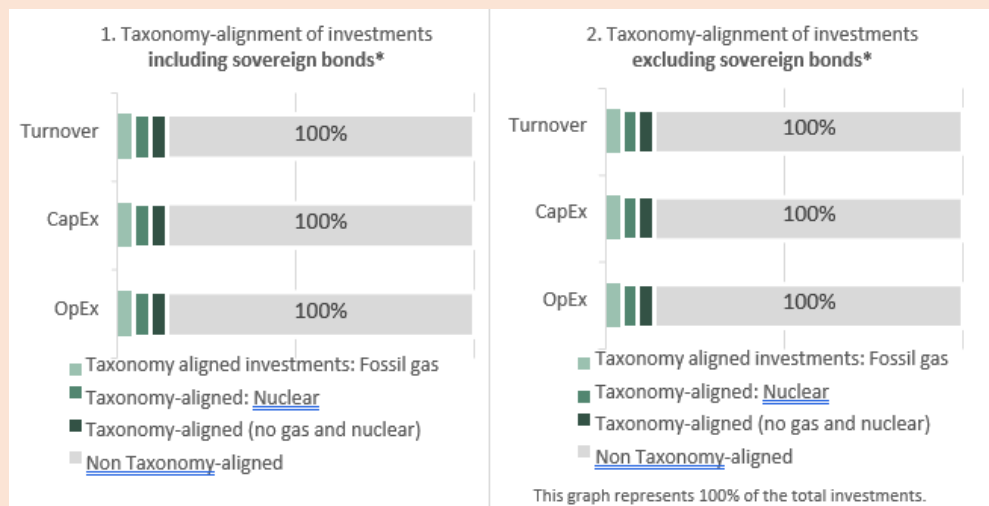 1. Taxonomy-alignment of investments
including sovereign bonds*
Turnover
100%
CapEx
100%
OpEx
100%
Taxonomy aligned investments: Fossil gas
Taxonomy-aligned: Nuclear
Taxonomy-aligned (no gas and nuclear)
Non Taxonomy-aligned
2. Taxonomy-alignment of investments
excluding sovereign bonds*
Turnover
100%
CapEx
100%
OpEx
100%
Taxonomy aligned investments: Fossil gas
Taxonomy-aligned: Nuclear
Taxonomy-aligned (no gas and nuclear)
Non Taxonomy-aligned
This graph represents 100% of the total investments.